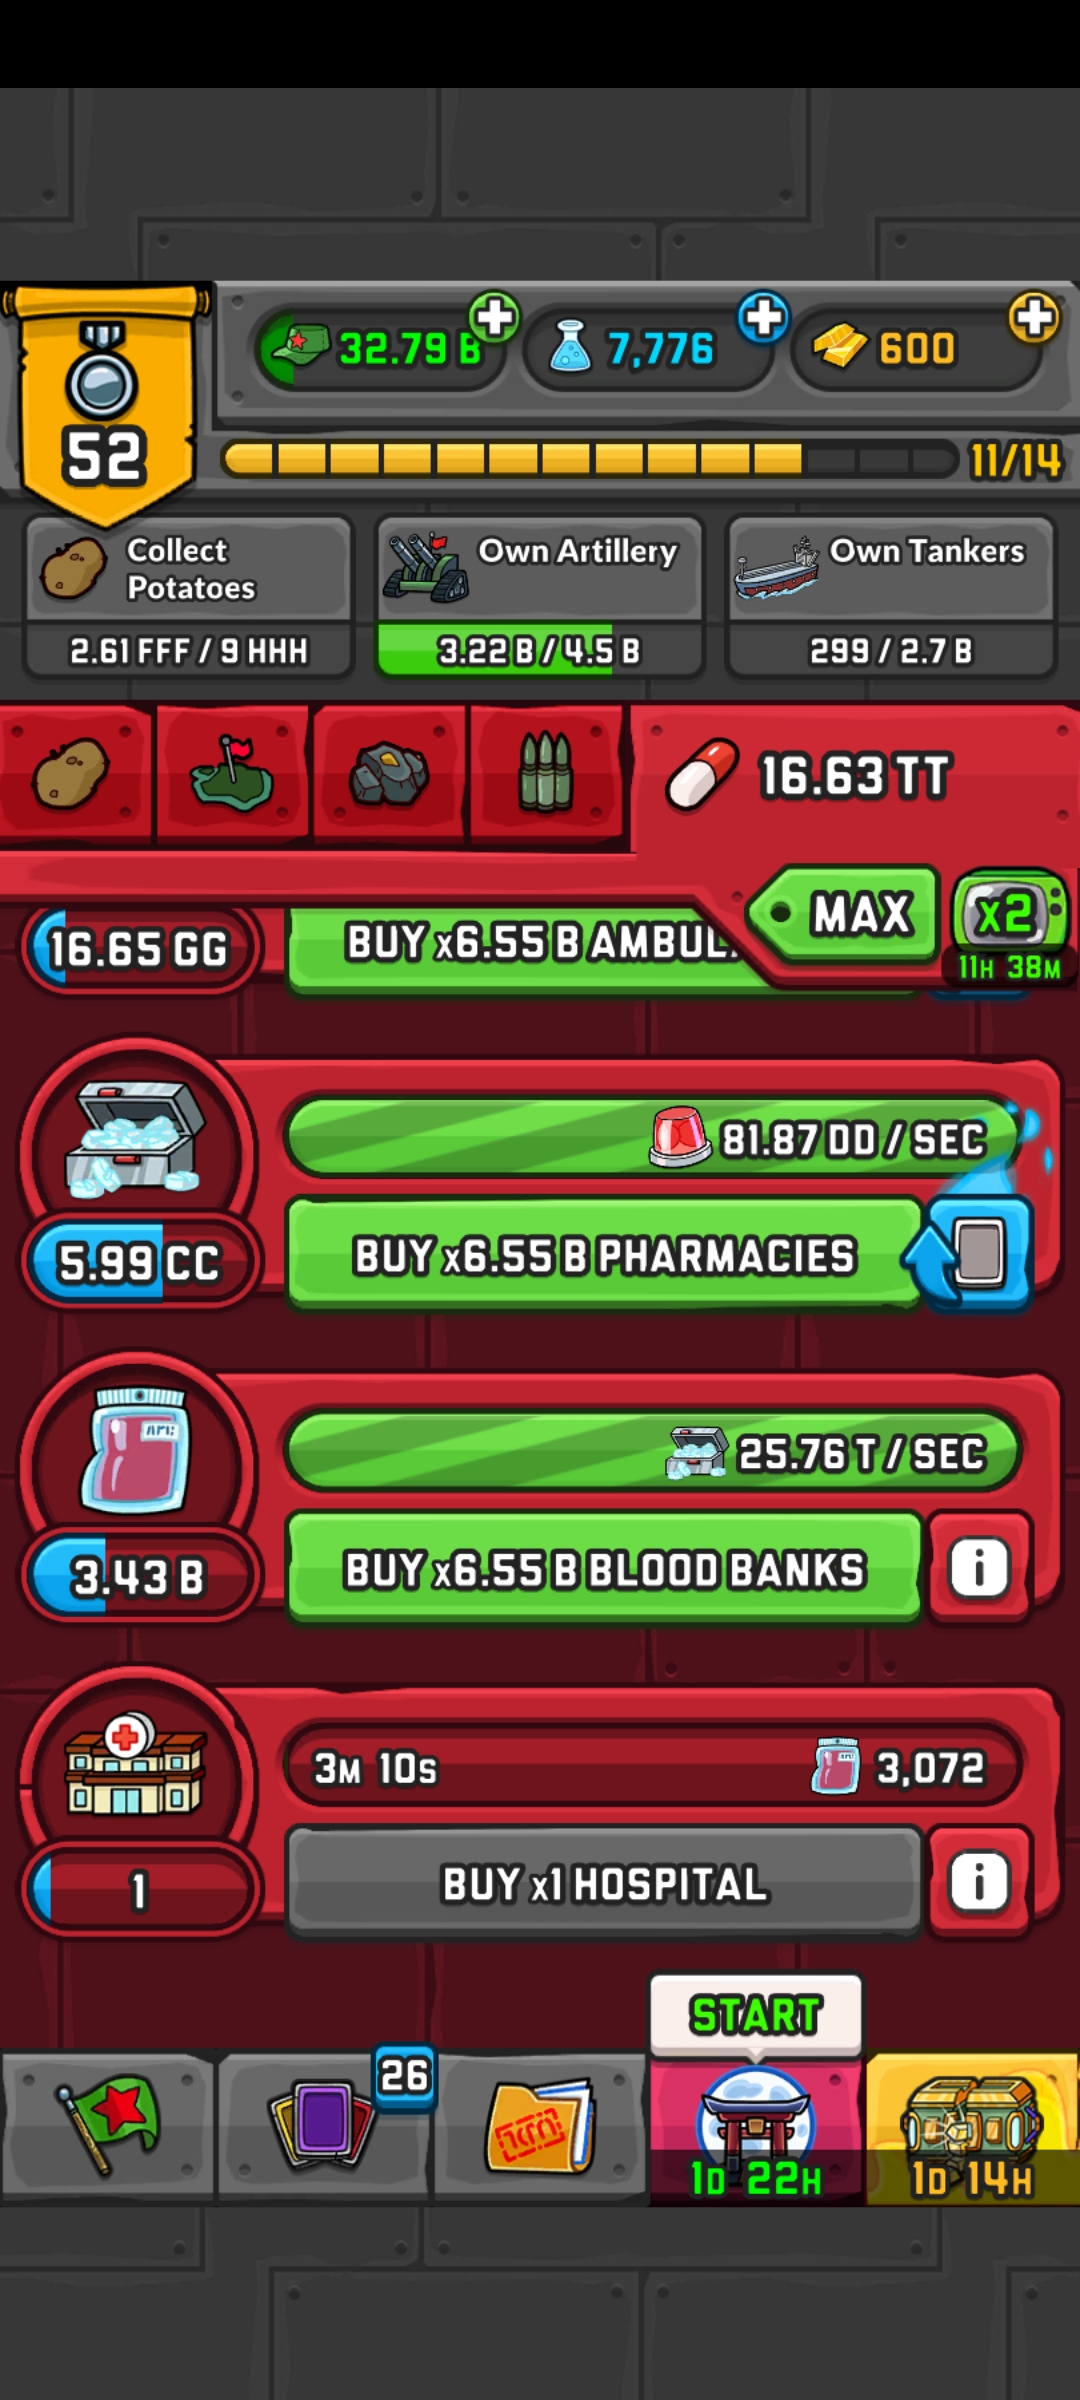 32.79 B
7,776
600
52
11/14
Collect
Potatoes
2.61 FFF / 9 HHH
Own Artillery
3.22 B / 4.5 B
Own Tankers
299 / 2.7 B
16.63 TT
MAX
x2
11H 38M
16.65 GG
BUY x6.55 B AMBUL
81.87 DD / SEC
5.99 CC
BUY x6.55 B PHARMACIES
25.76 T / SEC
3.43 B
BUY x6.55 B BLOOD BANKS
i
3M 10S
3,072
1
BUY x1 HOSPITAL
i
START
26
1D 22H
1D 14H